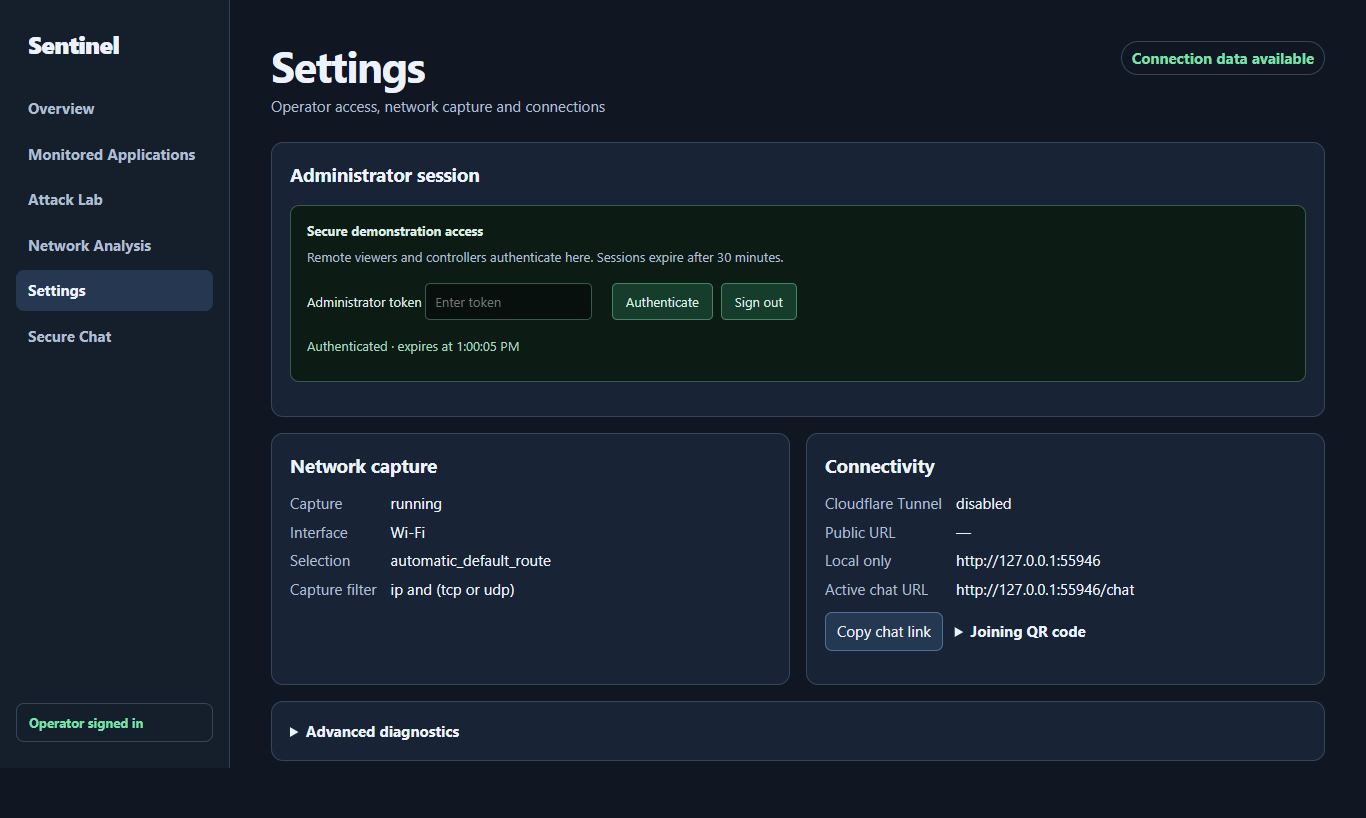 Sentinel
Overview
Monitored Applications
Attack Lab
Network Analysis
Settings
Secure Chat
Operator signed in
Settings
Operator access, network capture and connections
Connection data available
Administrator session
Secure demonstration access
Remote viewers and controllers authenticate here. Sessions expire after 30 minutes.
Administrator token Enter token Authenticate Sign out
Authenticated · expires at 1:00:05 PM
Network capture
Capture running
Interface Wi-Fi
Selection automatic_default_route
Capture filter ip and (tcp or udp)
Connectivity
Cloudflare Tunnel disabled
Public URL —
Local only http://127.0.0.1:55946
Active chat URL http://127.0.0.1:55946/chat
Copy chat link Joining QR code
Advanced diagnostics